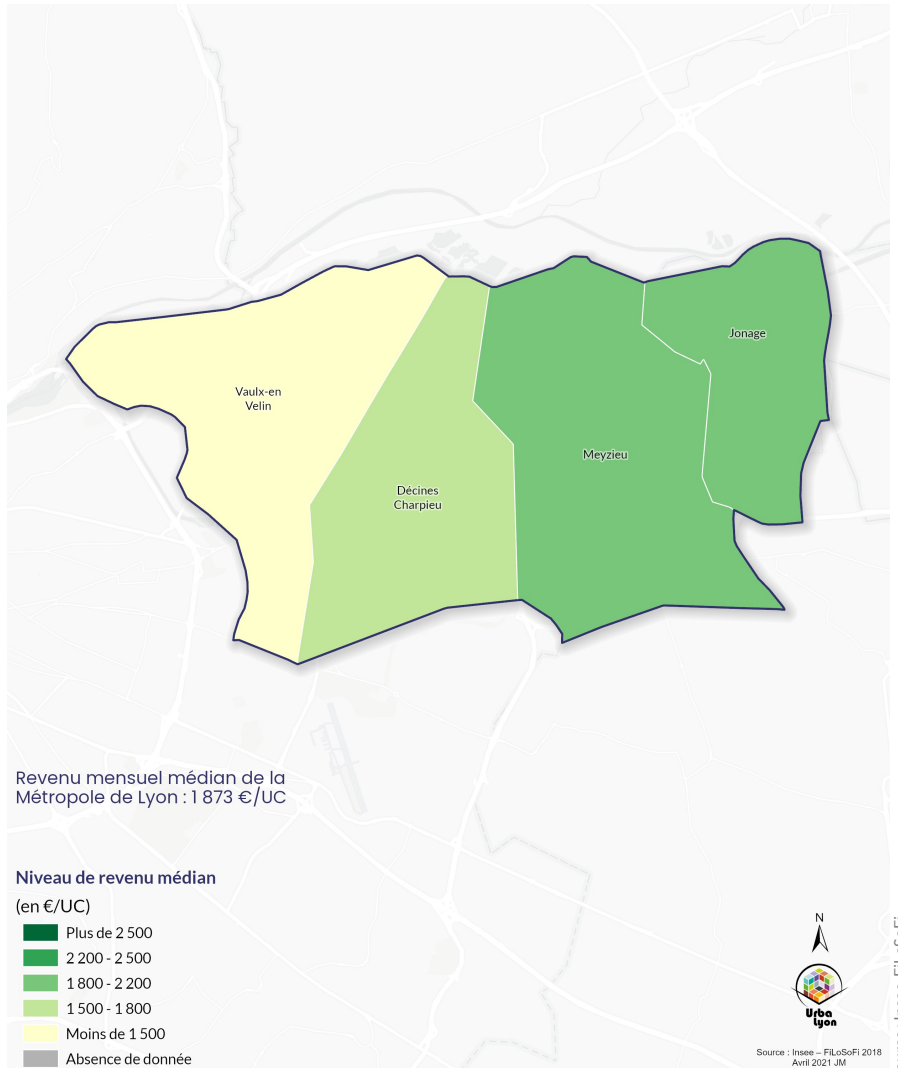 Jonage
Vaulx-en
Velin
Meyzieu
Décines
Charpieu
Revenu mensuel médian de la
Métropole de Lyon : 1 873 €/UC
Niveau de revenu médian
(en €/UC)
Plus de 2 500
2 200 - 2 500
1 800 - 2 200
1 500 - 1 800
Moins de 1 500
Absence de donnée
N
Urba
Lyon
Source : Insee – FiLoSoFi 2018
Avril 2021 JM